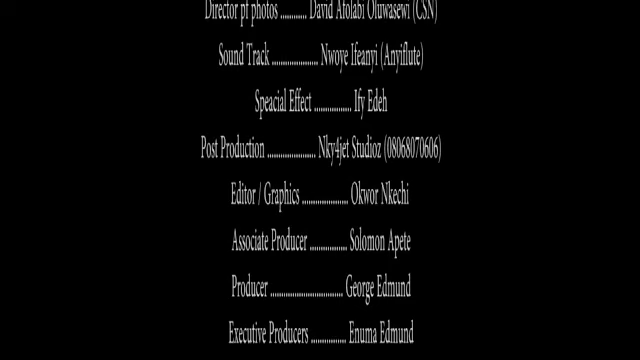 Director pf photos ........... David Afolabi Oluwasewi (CSN)
Sound Track ................... Nwoye Ifeanyi (Anyiflute)
Speacial Effect ............... Ify Edeh
Post Production .................... Nky4jet Studioz (08068070606)
Editor / Graphics ................... Okwor Nkechi
Associate Producer ............... Solomon Apete
Producer ............................. George Edmund
Executive Producers .............. Enuma Edmund